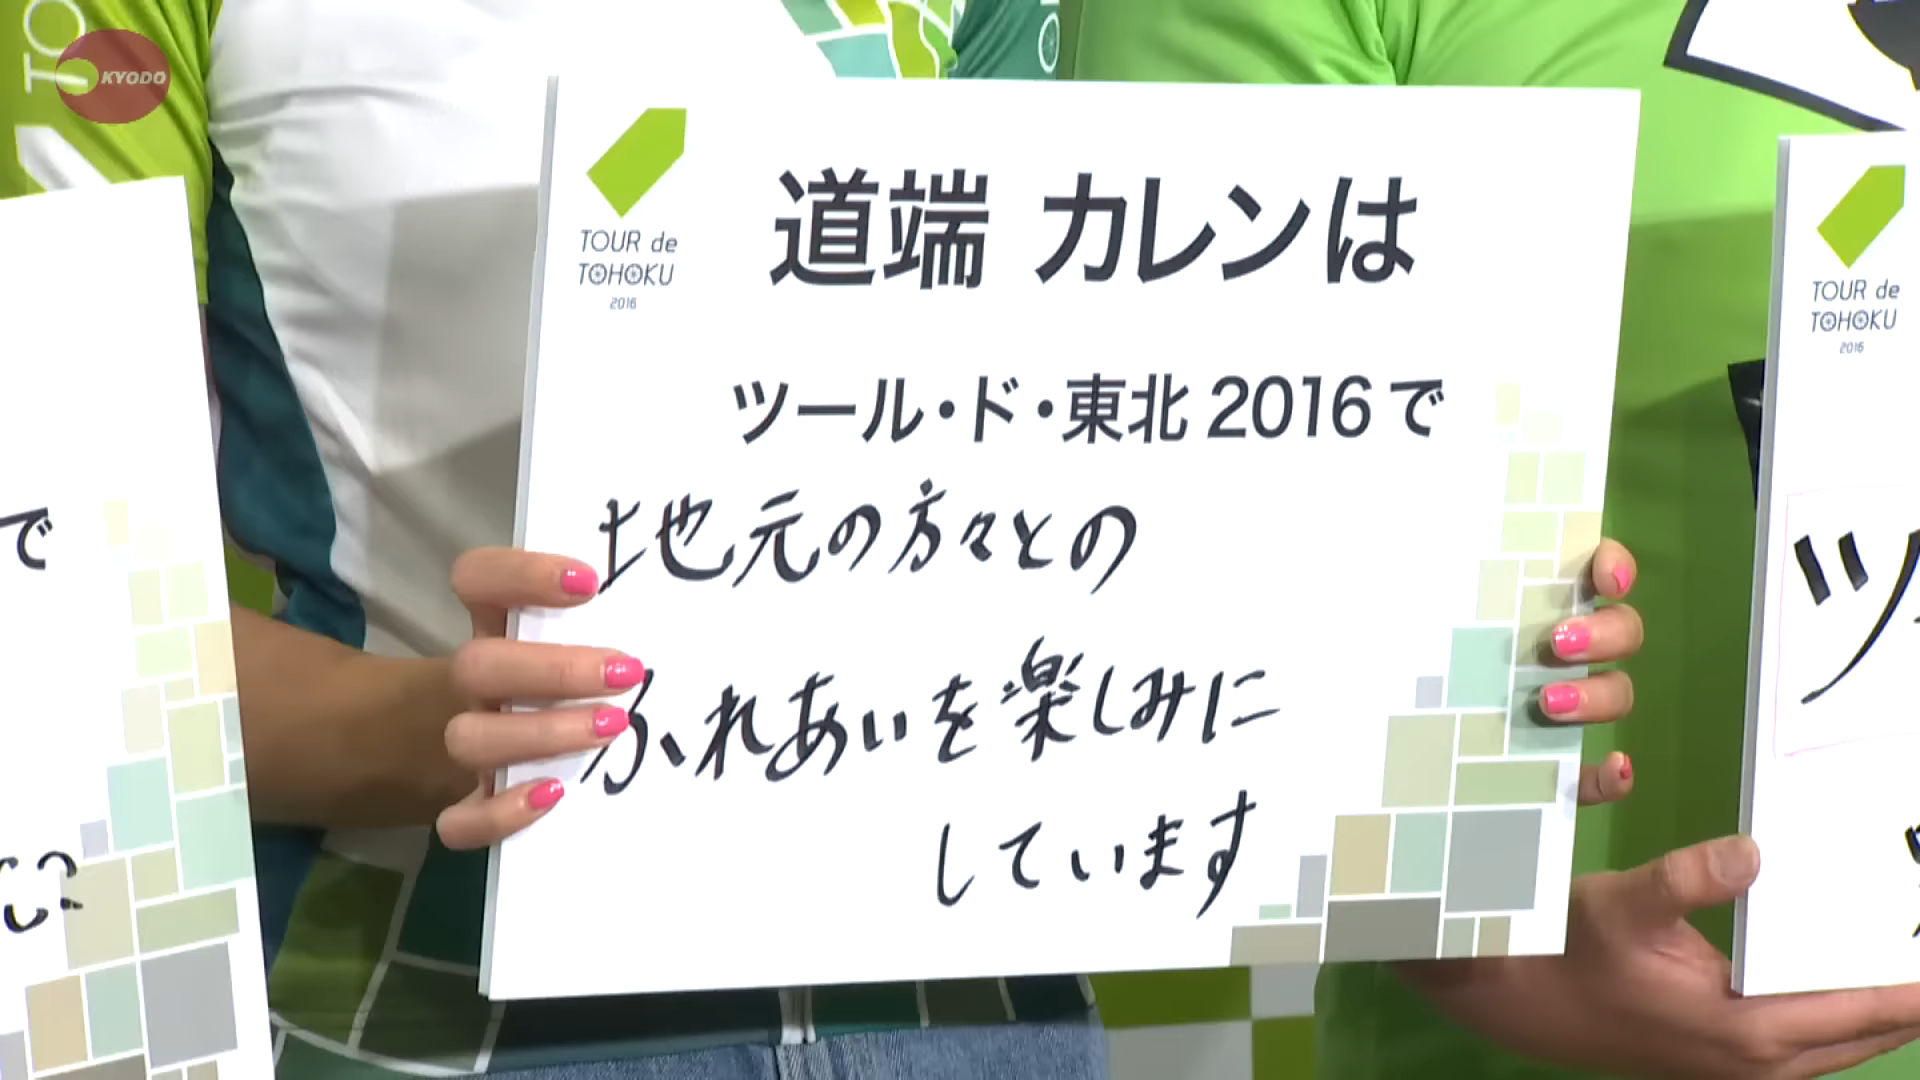 KYODO
TOUR de
TOHOKU
2016
道端 カレンは
ツール・ド・東北 2016 で
地元の方々との
ふれあいを楽しみに
しています
で
TOUR de
TOHOKU
2016
ツ